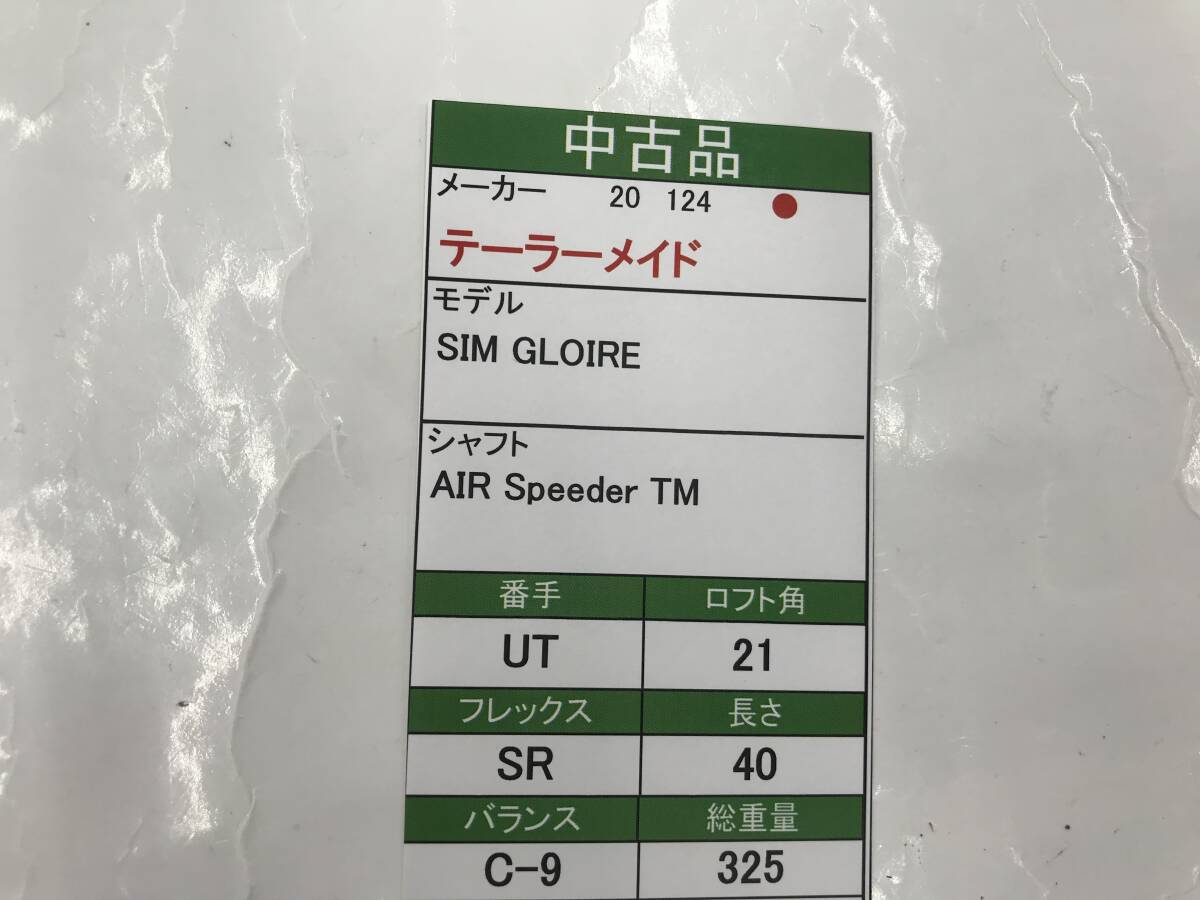 中古品
メーカー 20 124
テーラーメイド
モデル
SIM GLOIRE
シャフト
AIR Speeder TM
番手 ロフト角
UT 21
フレックス 長さ
SR 40
バランス 総重量
C-9 325